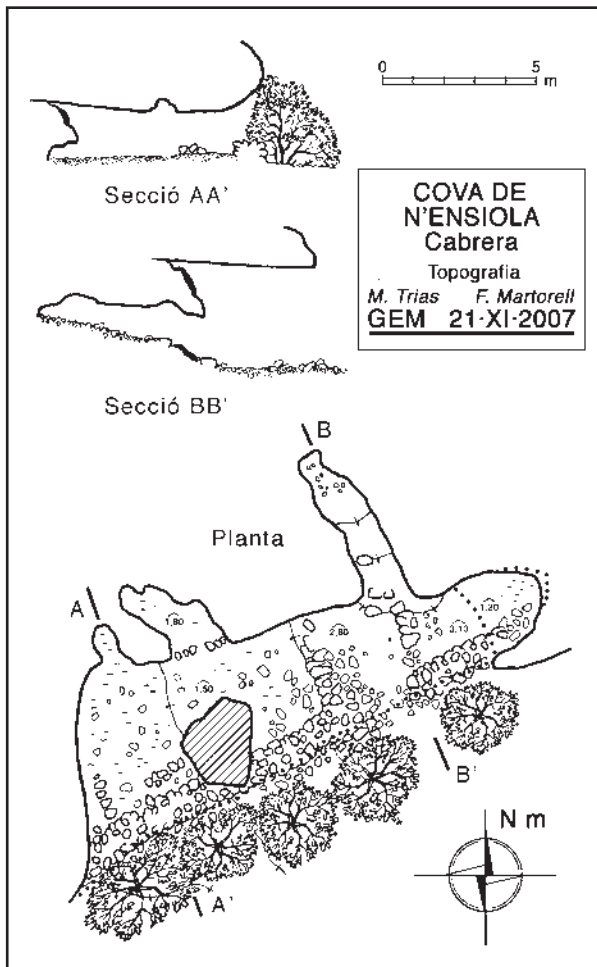 0 5
m
Secció AA'
COVA DE
N'ENSIOLA
Cabrera
Topografia
M. Trias F. Martorell
GEM 21-XI-2007
Secció BB'
B
Planta
A
1,80
1,20
2,80
3,13
1,50
B'
N m
A'